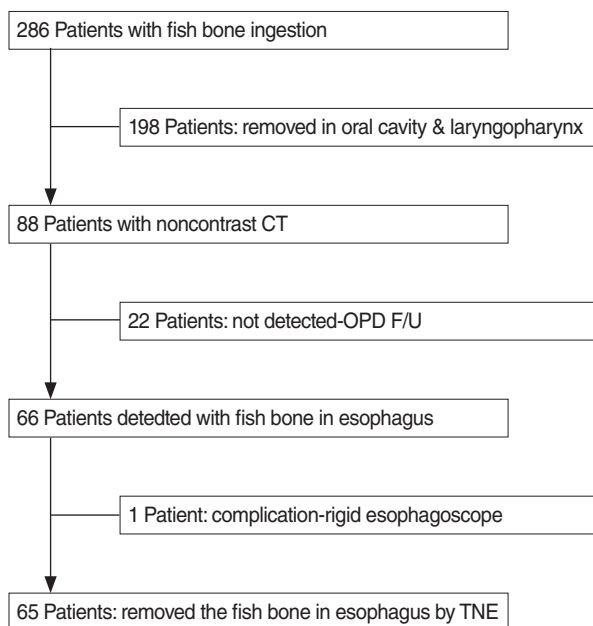 286 Patients with fish bone ingestion
198 Patients: removed in oral cavity & laryngopharynx
88 Patients with noncontrast CT
22 Patients: not detected-OPD F/U
66 Patients detedted with fish bone in esophagus
1 Patient: complication-rigid esophagoscope
65 Patients: removed the fish bone in esophagus by TNE